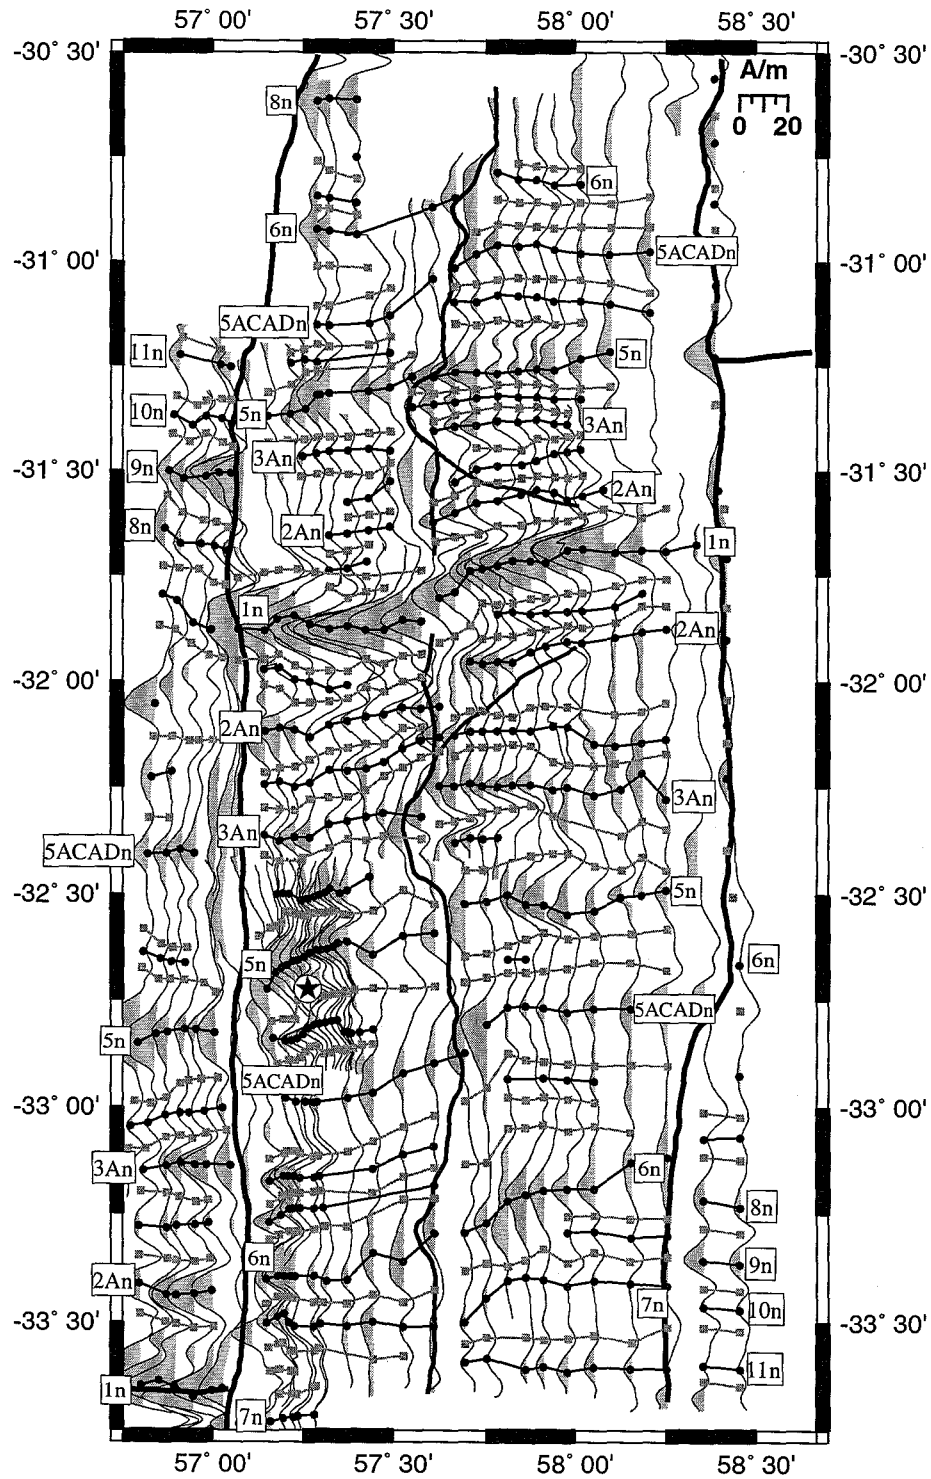 57° 00' 57° 30' 58° 00' 58° 30'
-30° 30' -30° 30'
A/m
0 20
8n
6n
6n
5ACADn
-31° 00' -31° 00'
5ACADn
11n
5n
10n
5n
3An
3An
9n
-31° 30' -31° 30'
2An
8n
2An
1n
1n
2An
-32° 00' -32° 00'
2An
3An
3An
5ACADn
5n
-32° 30' -32° 30'
5n
6n
5ACADn
5n
5ACADn
-33° 00' -33° 00'
3An
6n
8n
6n
9n
2An
7n
10n
-33° 30' -33° 30'
11n
1n
7n
57° 00' 57° 30' 58° 00' 58° 30'